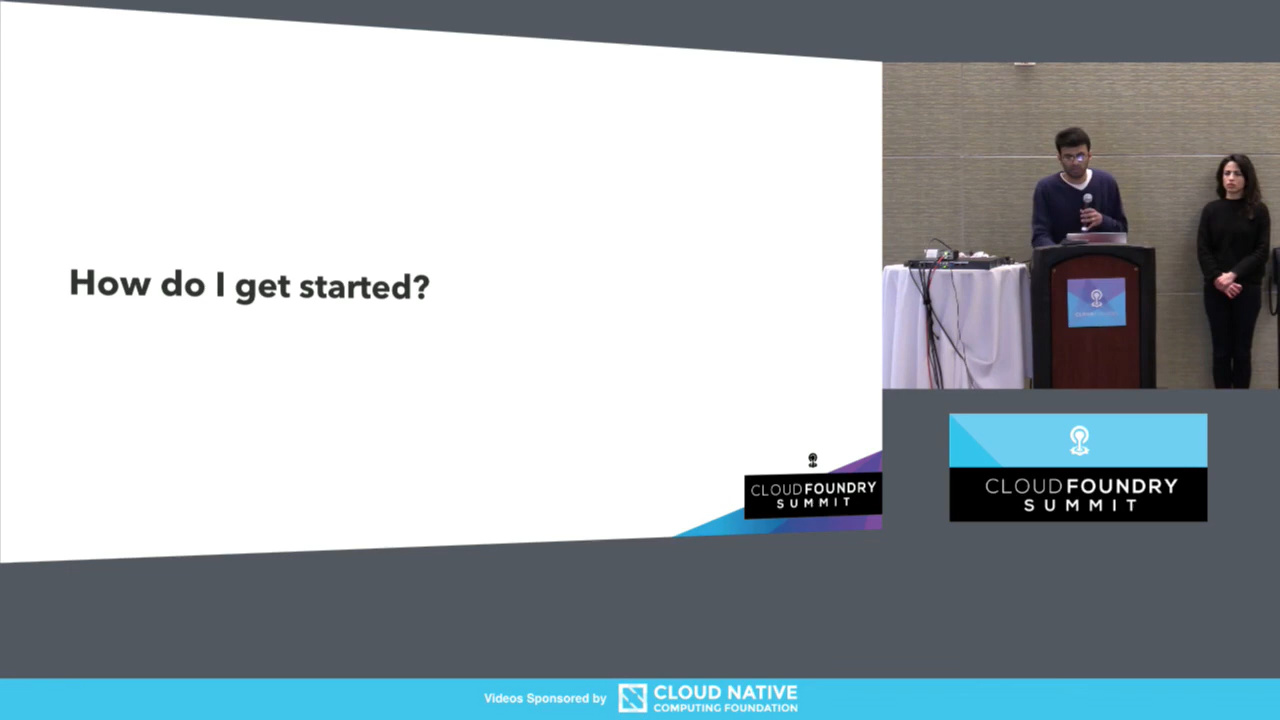 How do I get started?
CLOUDFOUNDRY
SUMMIT
CLOUDFOUNDRY
SUMMIT
Videos Sponsored by
CLOUD NATIVE
COMPUTING FOUNDATION